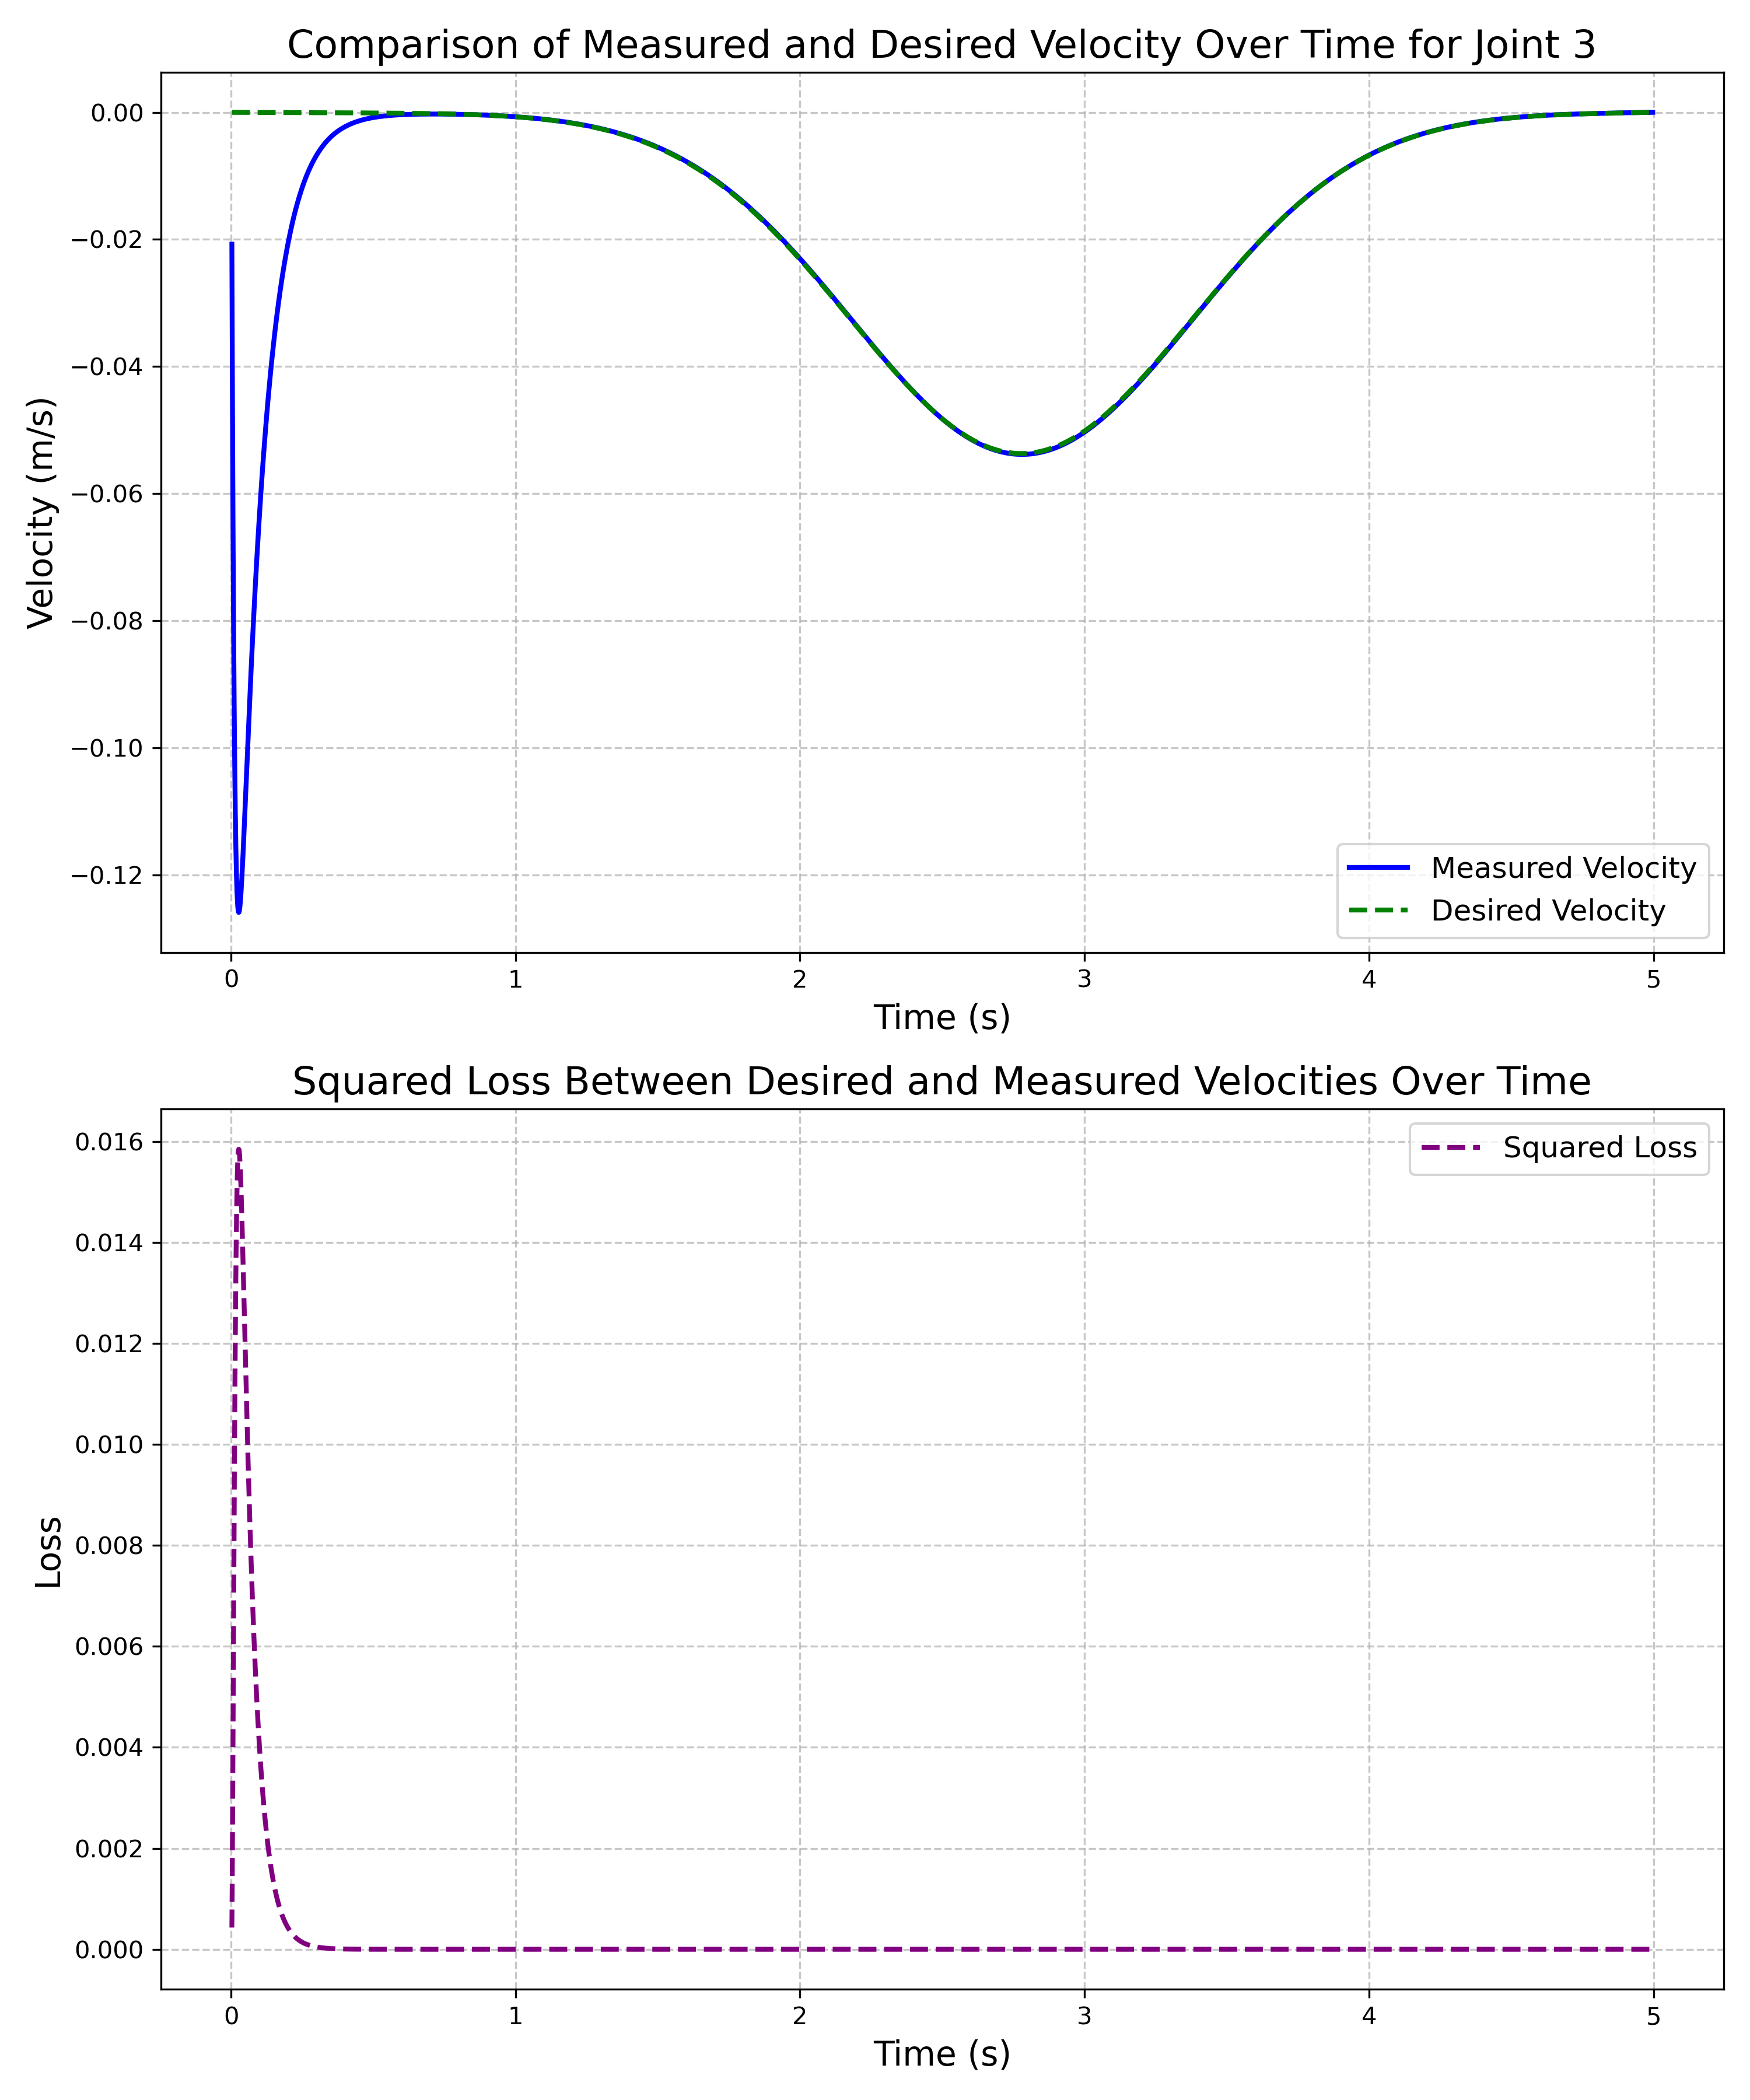 Comparison of Measured and Desired Velocity Over Time for Joint 3
Velocity (m/s)
0.00
−0.02
−0.04
−0.06
−0.08
−0.10
−0.12
Measured Velocity
Desired Velocity
0 1 2 3 4 5
Time (s)
Squared Loss Between Desired and Measured Velocities Over Time
Loss
0.016
0.014
0.012
0.010
0.008
0.006
0.004
0.002
0.000
Squared Loss
0 1 2 3 4 5
Time (s)